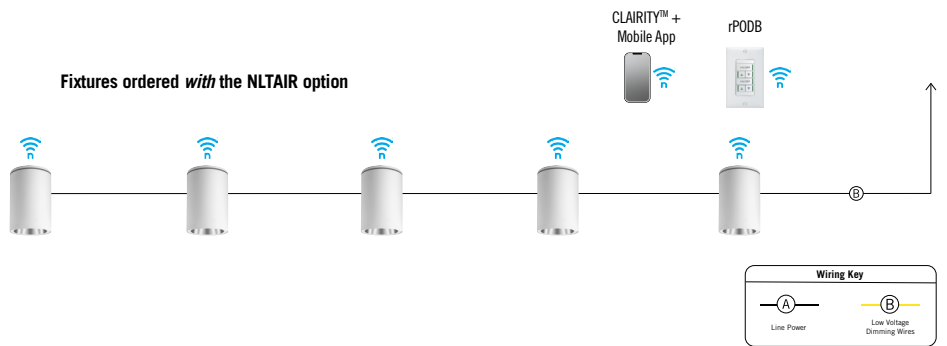 CLAIRITY™ +
Mobile App
rPODB
Fixtures ordered with the NLTAIR option
n
n
n
n
n
n
n
B
Wiring Key
A
B
Line Power
Low Voltage
Dimming Wires